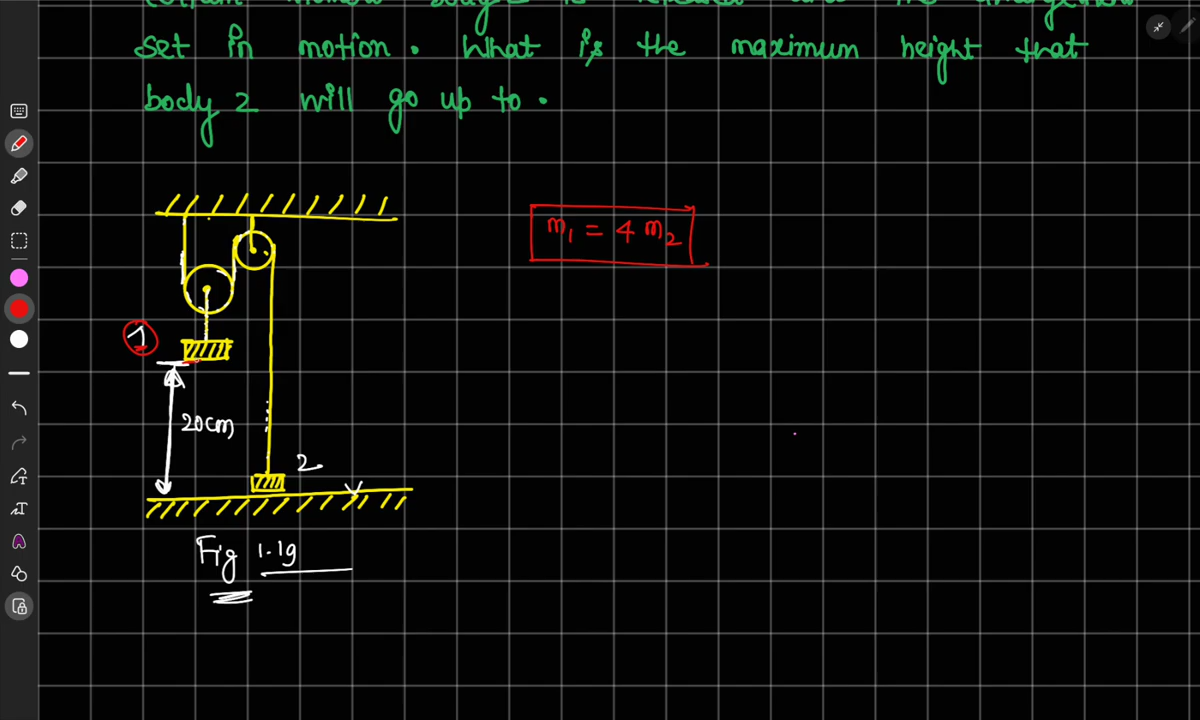 set in motion. What is the maximum height that
body 2 will go up to.
m₁ = 4 m₂
1
20cm
2
Fig 1.19